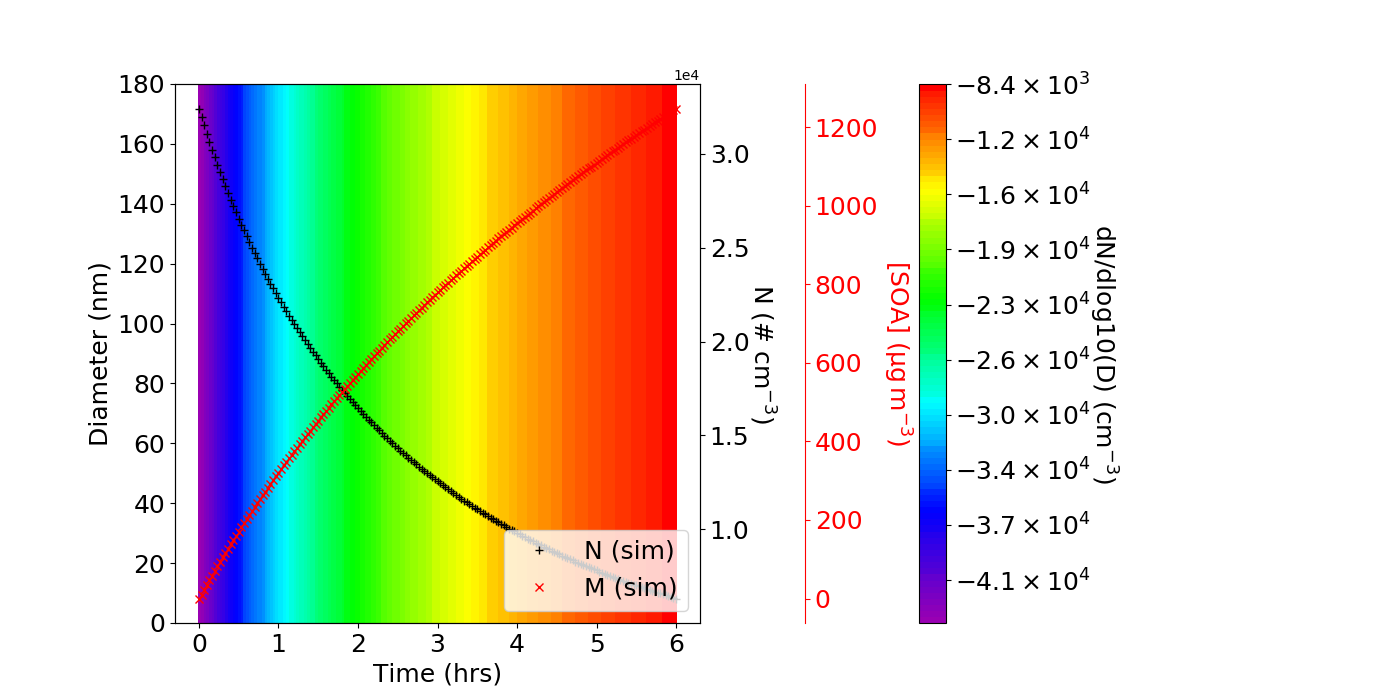 1e4
180
160
140
120
100
80
60
40
20
0
Diameter (nm)
0 1 2 3 4 5 6
Time (hrs)
N (sim)
M (sim)
3.0
2.5
2.0
1.5
1.0
N (# cm⁻³)
1200
1000
800
600
400
200
0
[SOA] (μg m⁻³)
−8.4 × 10³
−1.2 × 10⁴
−1.6 × 10⁴
−1.9 × 10⁴
−2.3 × 10⁴
−2.6 × 10⁴
−3.0 × 10⁴
−3.4 × 10⁴
−3.7 × 10⁴
−4.1 × 10⁴
dN/dlog10(D) (cm⁻³)